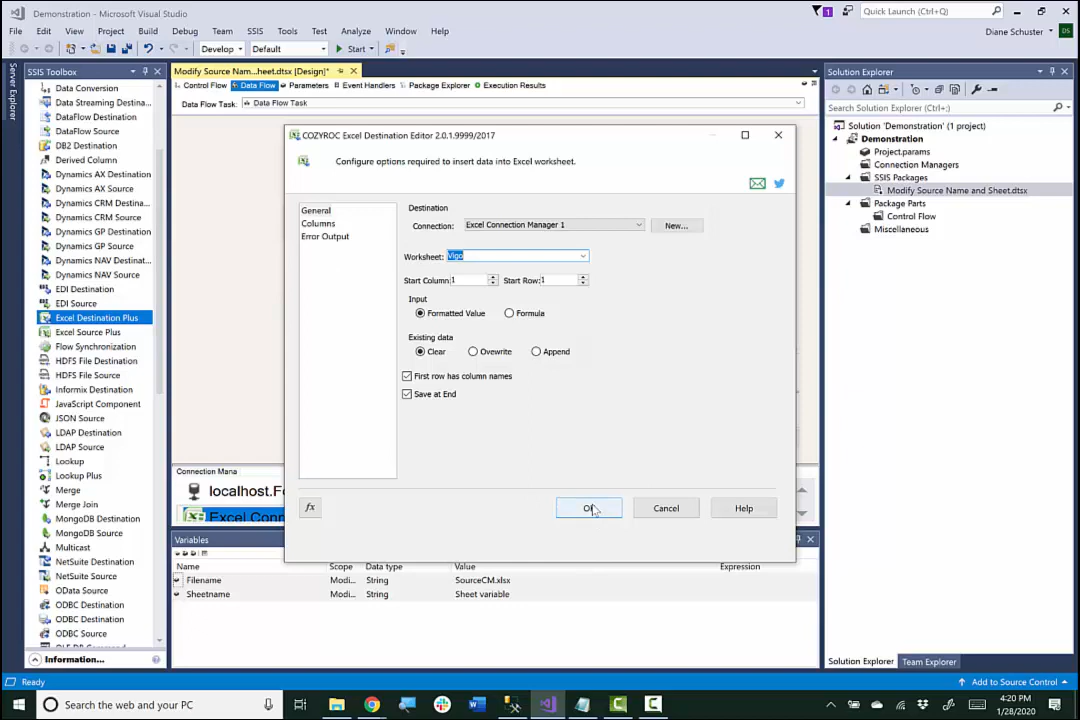 Demonstration - Microsoft Visual Studio
1
Quick Launch (Ctrl+Q)
File Edit View Project Build Debug Team SSIS Tools Test Analyze Window Help
Diane Schuster DS
Develop Default Start
Server Explorer
SSIS Toolbox
Data Conversion
Data Streaming Destina...
DataFlow Destination
DataFlow Source
DB2 Destination
Derived Column
Dynamics AX Destination
Dynamics AX Source
Dynamics CRM Destina...
Dynamics CRM Source
Dynamics GP Destination
Dynamics GP Source
Dynamics NAV Destinat...
Dynamics NAV Source
EDI Destination
EDI Source
Excel Destination Plus
Excel Source Plus
Flow Synchronization
HDFS File Destination
HDFS File Source
Informix Destination
JavaScript Component
JSON Source
LDAP Destination
LDAP Source
Lookup
Lookup Plus
Merge
Merge Join
MongoDB Destination
MongoDB Source
Multicast
NetSuite Destination
NetSuite Source
OData Source
ODBC Destination
ODBC Destination
ODBC Source
Information...
Modify Source Nam...heet.dtsx [Design]*
Control Flow Data Flow Parameters Event Handlers Package Explorer Execution Results
Data Flow Task: Data Flow Task
COZYROC Excel Destination Editor 2.0.1.9999/2017
Configure options required to insert data into Excel worksheet.
General
Columns
Error Output
Destination
Connection: Excel Connection Manager 1 New...
Worksheet: Vigo
Start Column: 1 Start Row: 1
Input
Formatted Value Formula
Existing data
Clear Ovewrite Append
First row has column names
Save at End
fx
Cancel Help
Connection Mana
localhost.Fo
Excel Conn
Variables
Name Scope Data type Value Expression
Filename Modi... String SourceCM.xlsx
Sheetname Modi... String Sheet variable
Solution Explorer
Search Solution Explorer (Ctrl+;)
Solution 'Demonstration' (1 project)
Demonstration
Project.params
Connection Managers
SSIS Packages
Modify Source Name and Sheet.dtsx
Package Parts
Control Flow
Miscellaneous
Solution Explorer Team Explorer
Ready
Add to Source Control
Search the web and your PC
4:20 PM
1/28/2020